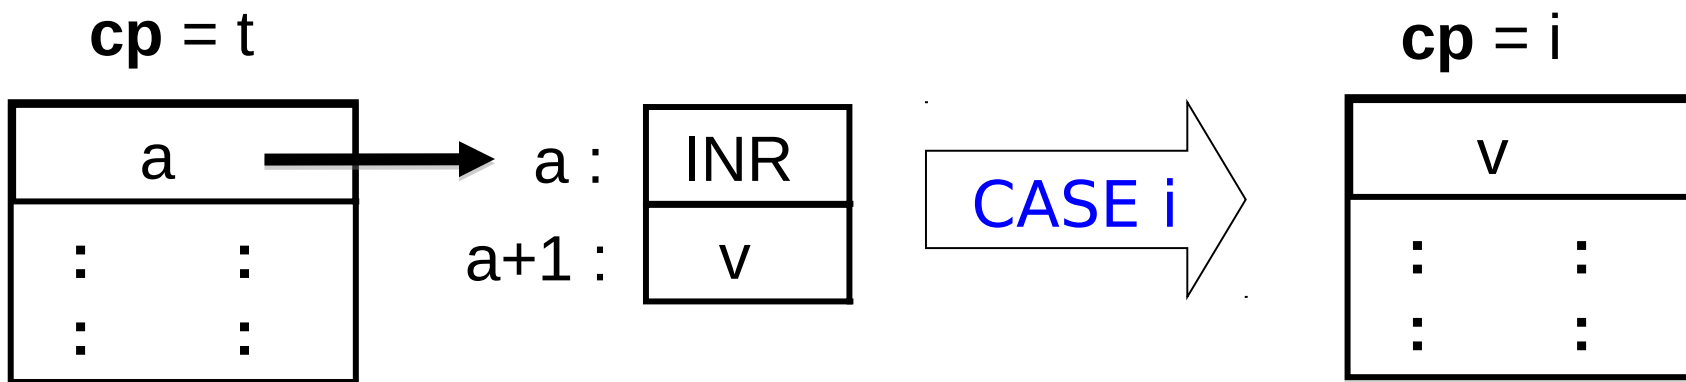 cp = t
cp = i
a
a :
INR
v
CASE i
a+1 :
v
: :
: :
: :
: :